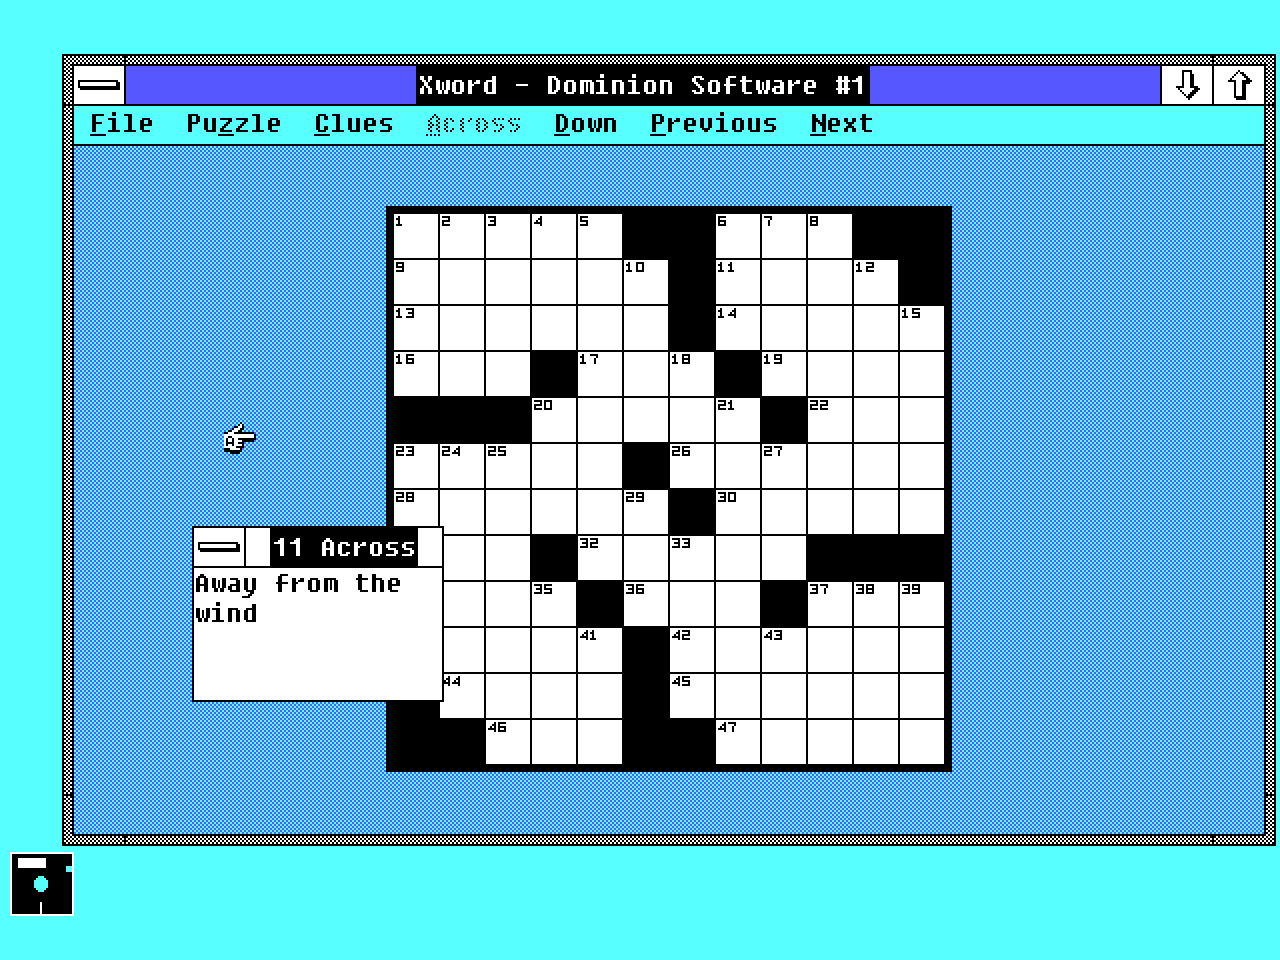 Xword - Dominion Software #1
File Puzzle Clues Across Down Previous Next
1 2 3 4 5 6 7 8
9 10 11 12
13 14 15
16 17 18 19
20 21 22
23 24 25 26 27
28 29 30
11 Across
32 33
Away from the
wind
35 36 37 38 39
41 42 43
44 45
46 47
A